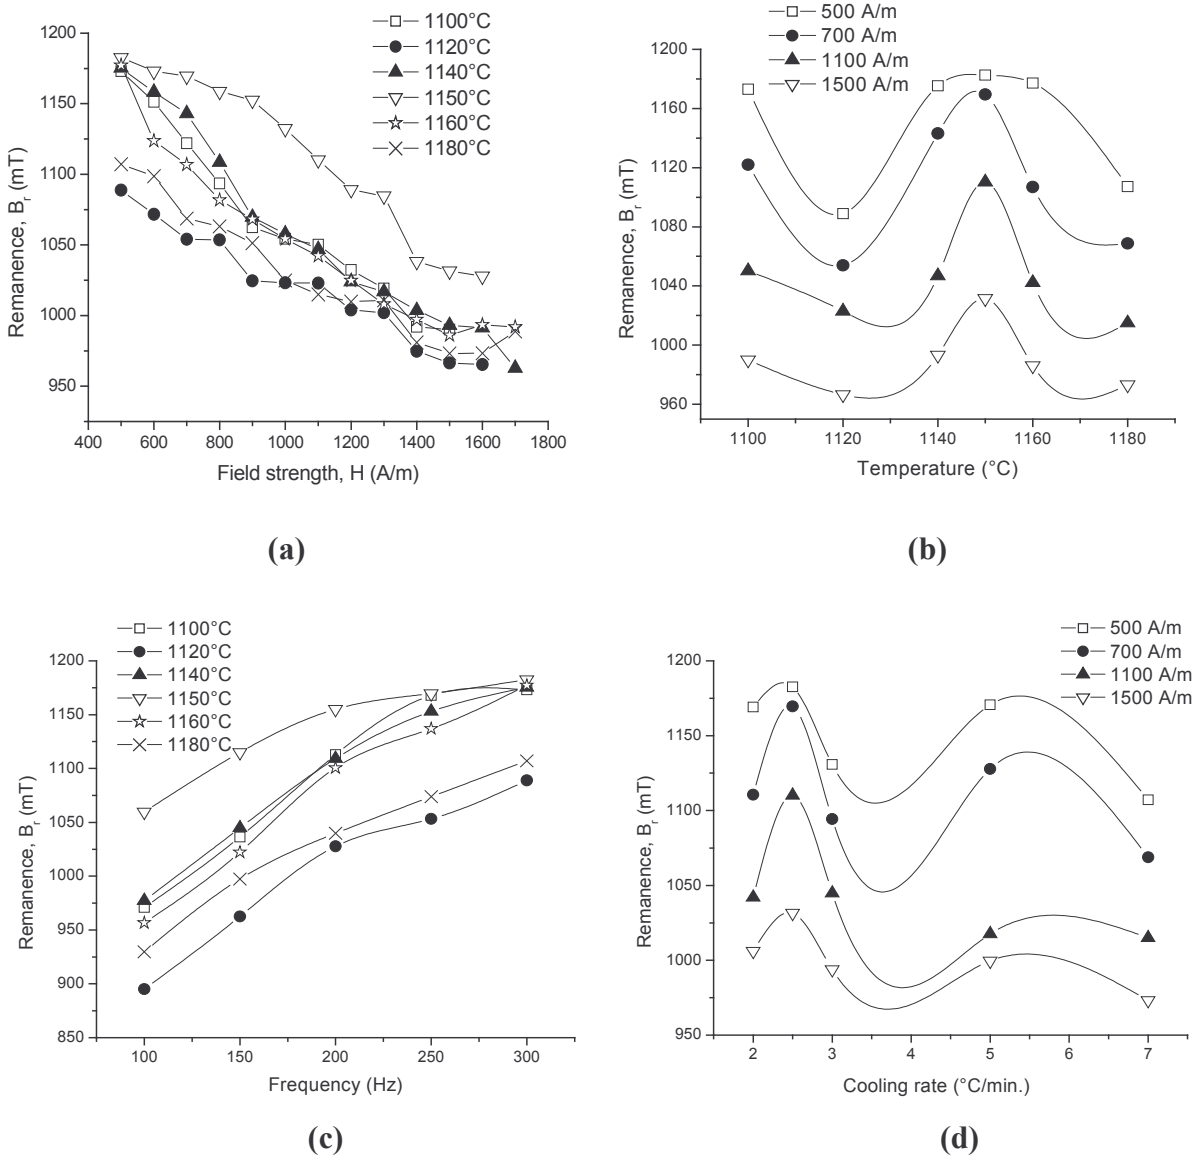 1100°C
1120°C
1140°C
1150°C
1160°C
1180°C
1200
1150
1100
1050
1000
950
Remanence, Br (mT)
400 600 800 1000 1200 1400 1600 1800
Field strength, H (A/m)
(a)
500 A/m
700 A/m
1100 A/m
1500 A/m
1200
1160
1120
1080
1040
1000
960
Remanence, Br (mT)
1100 1120 1140 1160 1180
Temperature (°C)
(b)
1100°C
1120°C
1140°C
1150°C
1160°C
1180°C
1200
1150
1100
1050
1000
950
900
850
Remanence, Br (mT)
100 150 200 250 300
Frequency (Hz)
(c)
500 A/m
700 A/m
1100 A/m
1500 A/m
1200
1150
1100
1050
1000
950
Remanence, Br (mT)
2 3 4 5 6 7
Cooling rate (°C/min.)
(d)